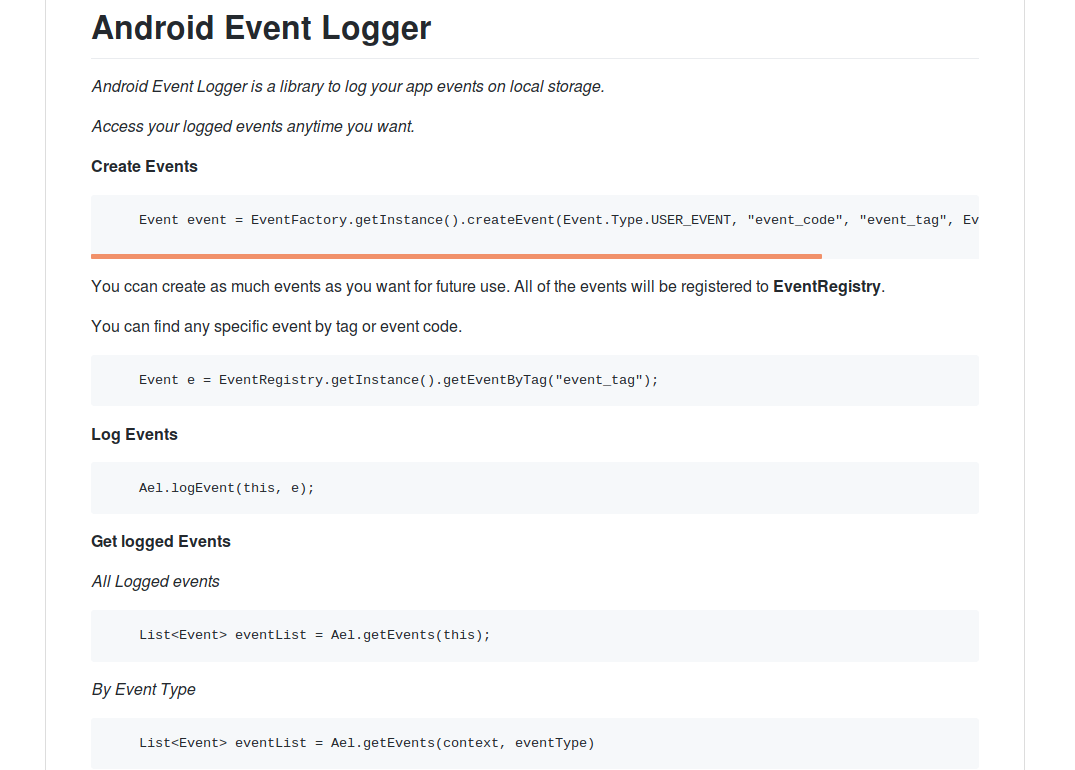 Android Event Logger
Android Event Logger is a library to log your app events on local storage.
Access your logged events anytime you want.
Create Events
Event event = EventFactory.getInstance().createEvent(Event.Type.USER_EVENT, "event_code", "event_tag", Ev
You ccan create as much events as you want for future use. All of the events will be registered to EventRegistry.
You can find any specific event by tag or event code.
Event e = EventRegistry.getInstance().getEventByTag("event_tag");
Log Events
Ael.logEvent(this, e);
Get logged Events
All Logged events
List<Event> eventList = Ael.getEvents(this);
By Event Type
List<Event> eventList = Ael.getEvents(context, eventType)